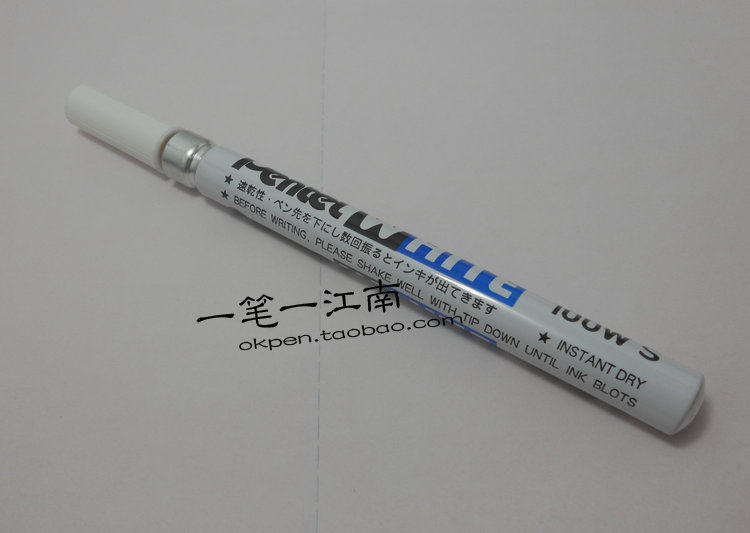 Pentel WHITE
100W-S
★ 速乾性・ペン先を下にし数回振るとインキが出てきます
★ INSTANT DRY
★ BEFORE WRITING, PLEASE SHAKE WELL WITH TIP DOWN UNTIL INK BLOTS
一笔一江南
okpen.taobao.com